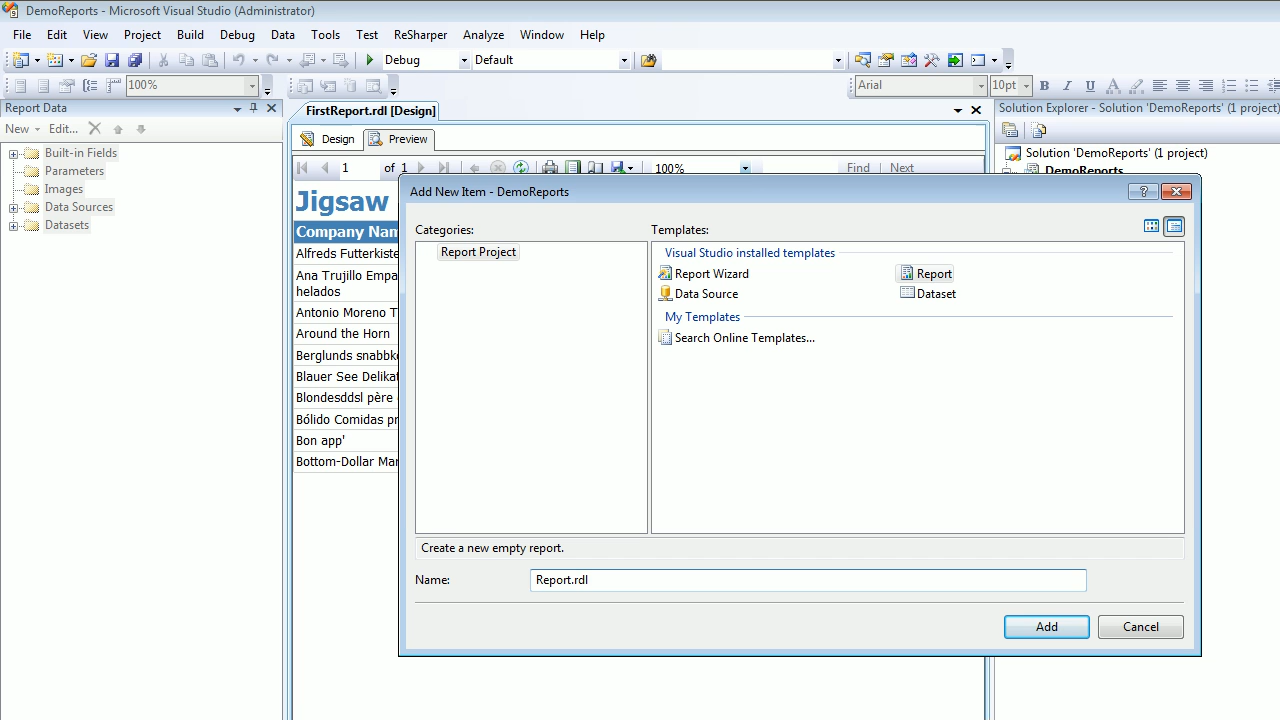 DemoReports - Microsoft Visual Studio (Administrator)
File Edit View Project Build Debug Data Tools Test ReSharper Analyze Window Help
Debug Default
100% Arial 10pt B I U A
Report Data
New Edit...
Built-in Fields
Parameters
Images
Data Sources
Datasets
FirstReport.rdl [Design]
Design Preview
1 of 1 100% Find Next
Jigsaw
Company Nam
Alfreds Futterkiste
Ana Trujillo Empa
helados
Antonio Moreno T
Around the Horn
Berglunds snabbk
Blauer See Delikat
Blondesddsl père
Bólido Comidas pr
Bon app'
Bottom-Dollar Mar
Solution Explorer - Solution 'DemoReports' (1 project)
Solution 'DemoReports' (1 project)
DemoReports
Add New Item - DemoReports
Categories:
Report Project
Templates:
Visual Studio installed templates
Report Wizard Report
Data Source Dataset
My Templates
Search Online Templates...
Create a new empty report.
Name: Report.rdl
Add Cancel